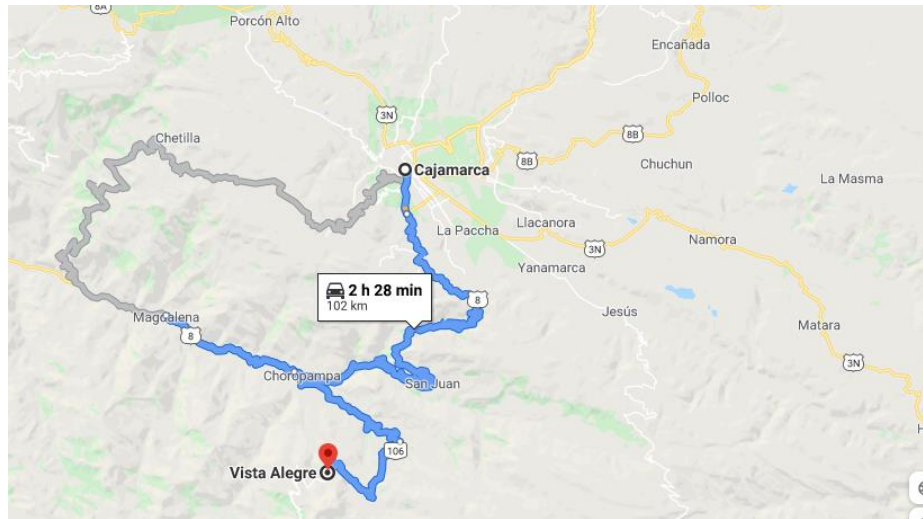 8A
Porcón Alto
Encañada
Polloc
3N
8B
8B
Chetilla
Chuchun
Cajamarca
La Masma
Llacanora
La Paccha
3N
Namora
Yanamarca
2 h 28 min
102 km
8
Jesús
Magdalena
8
Matara
3N
Choropampa
San Juan
106
Vista Alegre